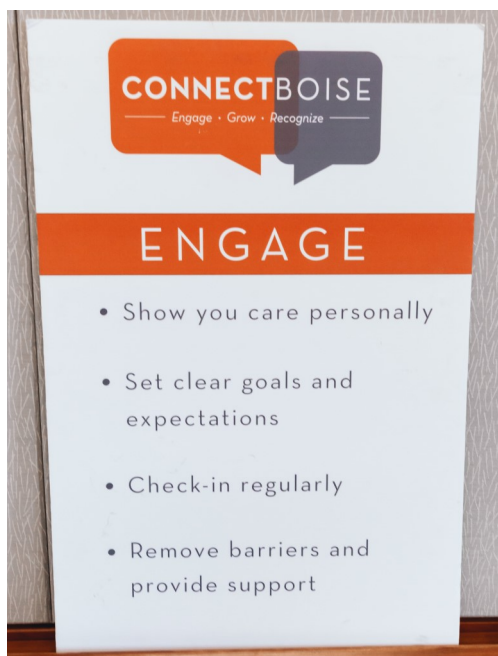 CONNECTBOISE
Engage · Grow · Recognize
ENGAGE
• Show you care personally
• Set clear goals and
expectations
• Check-in regularly
• Remove barriers and
provide support